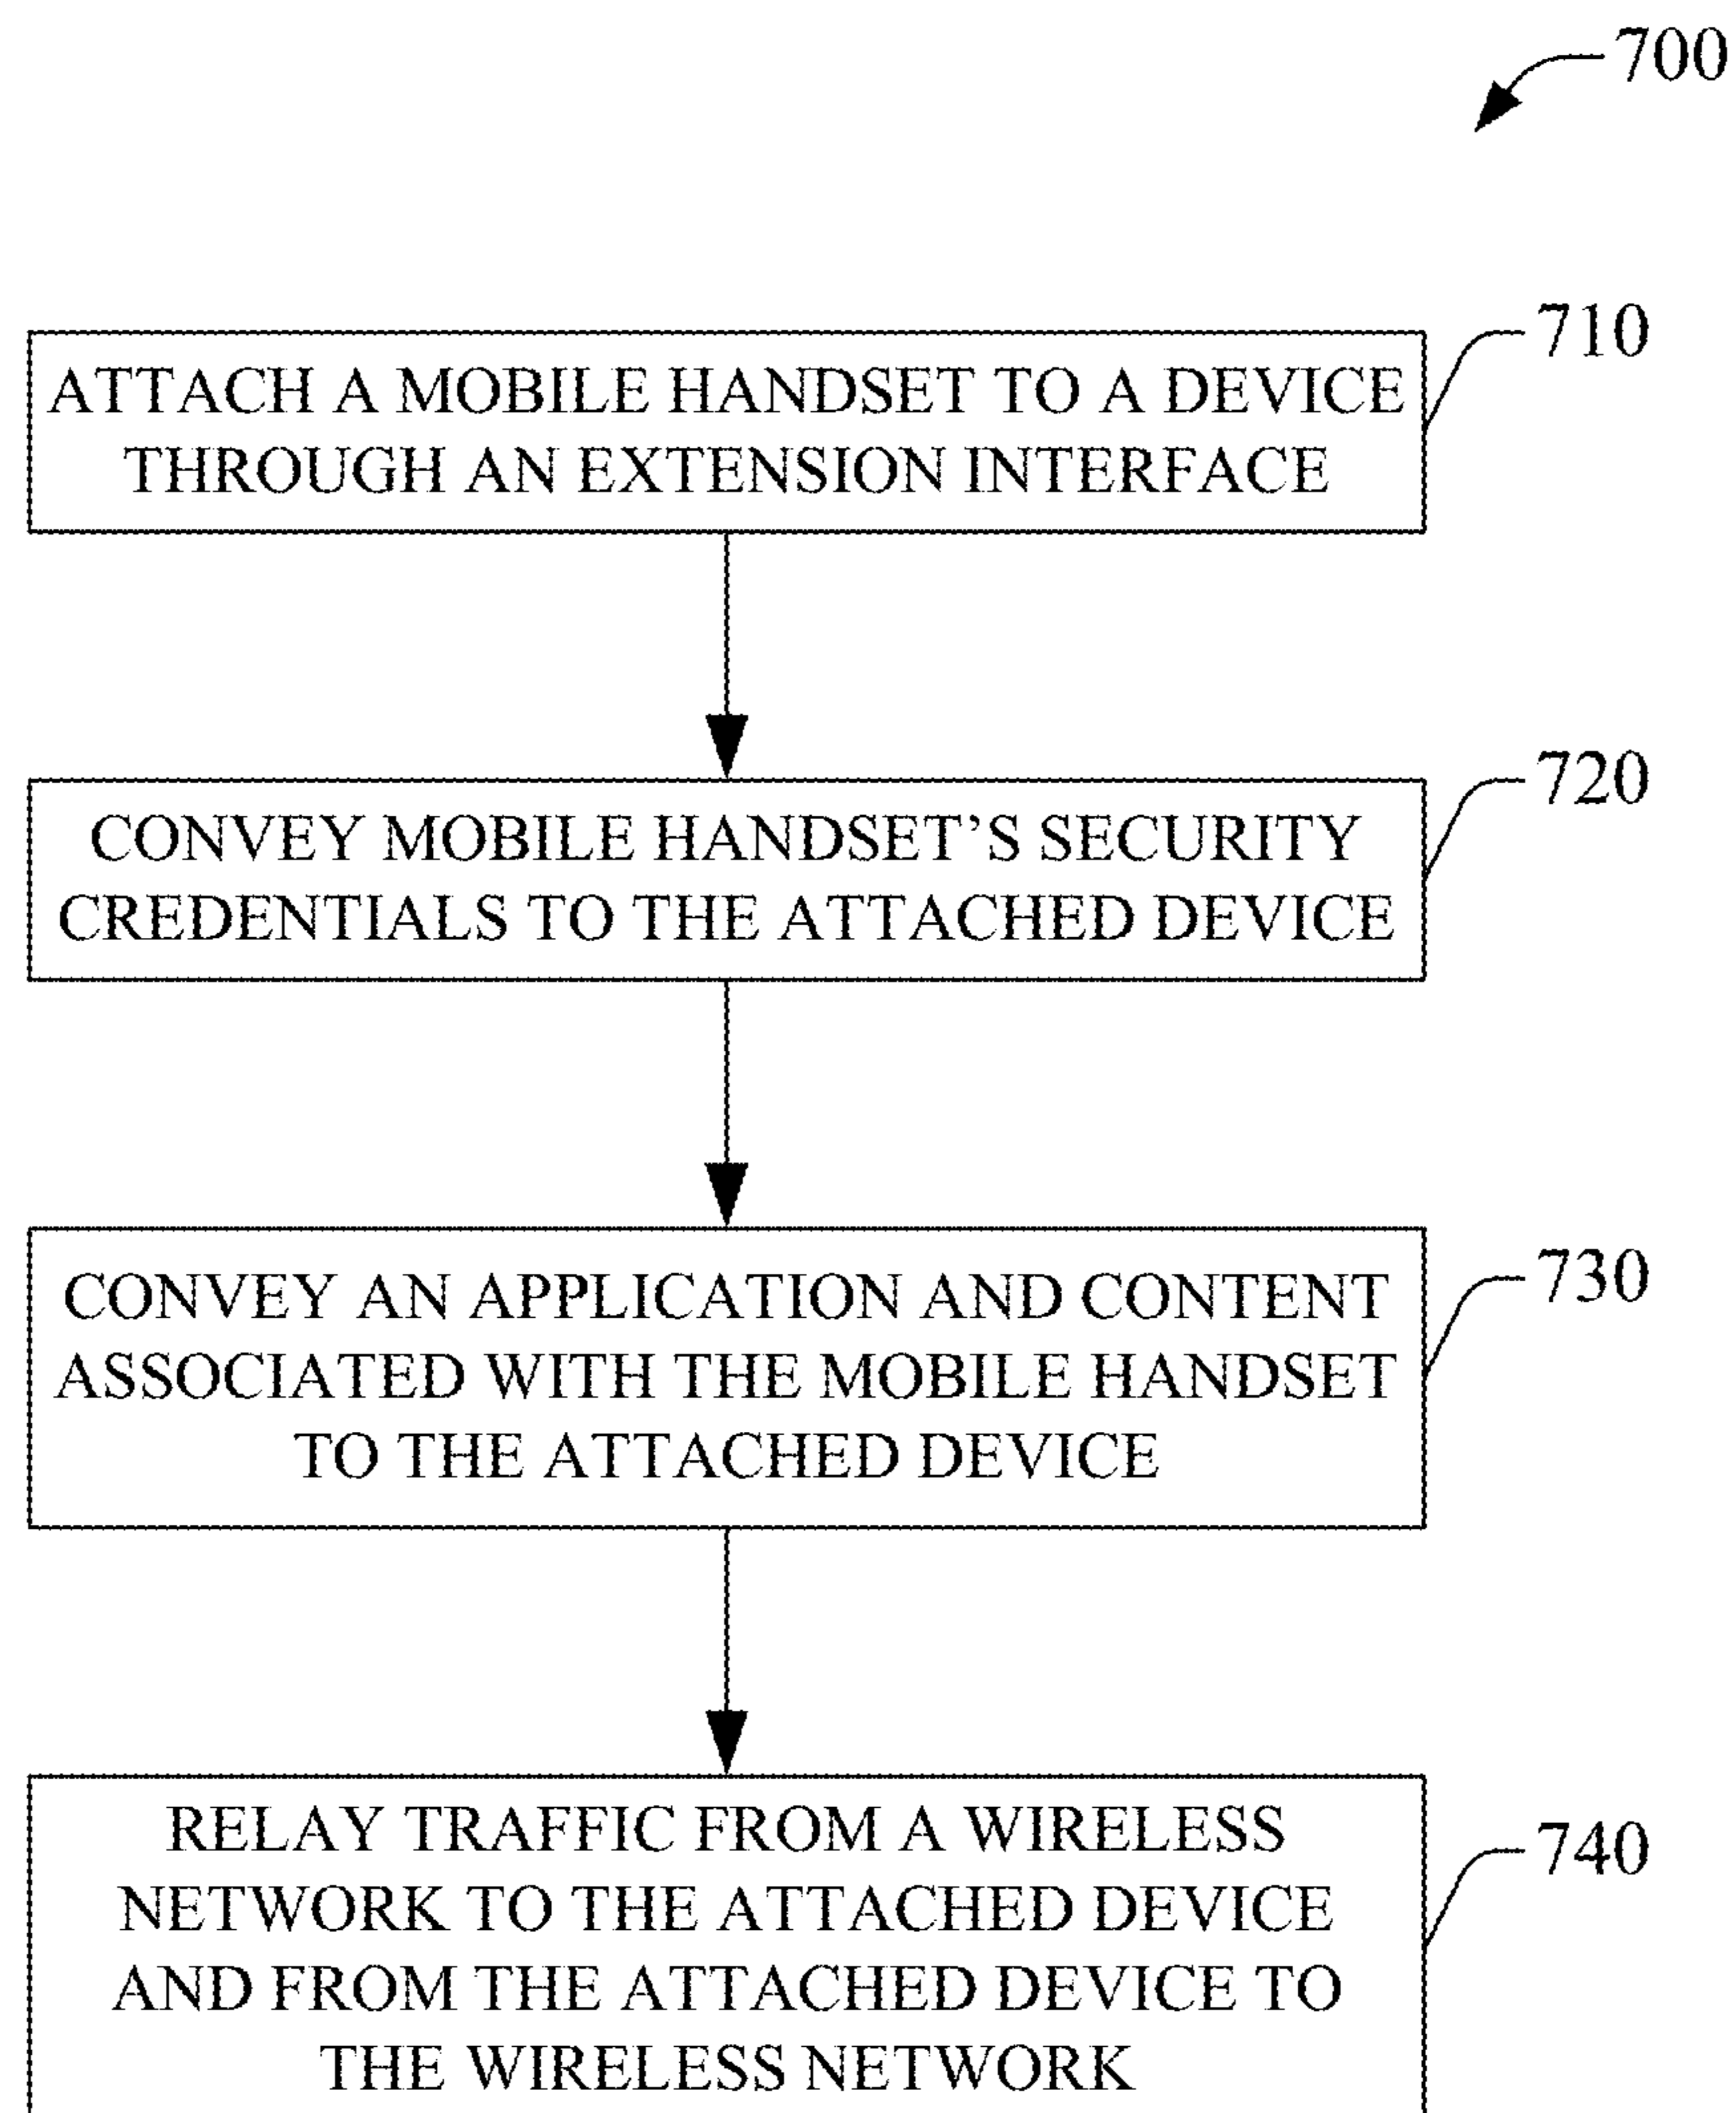 700
710
ATTACH A MOBILE HANDSET TO A DEVICE
THROUGH AN EXTENSION INTERFACE
720
CONVEY MOBILE HANDSET’S SECURITY
CREDENTIALS TO THE ATTACHED DEVICE
730
CONVEY AN APPLICATION AND CONTENT
ASSOCIATED WITH THE MOBILE HANDSET
TO THE ATTACHED DEVICE
740
RELAY TRAFFIC FROM A WIRELESS
NETWORK TO THE ATTACHED DEVICE
AND FROM THE ATTACHED DEVICE TO
THE WIRELESS NETWORK